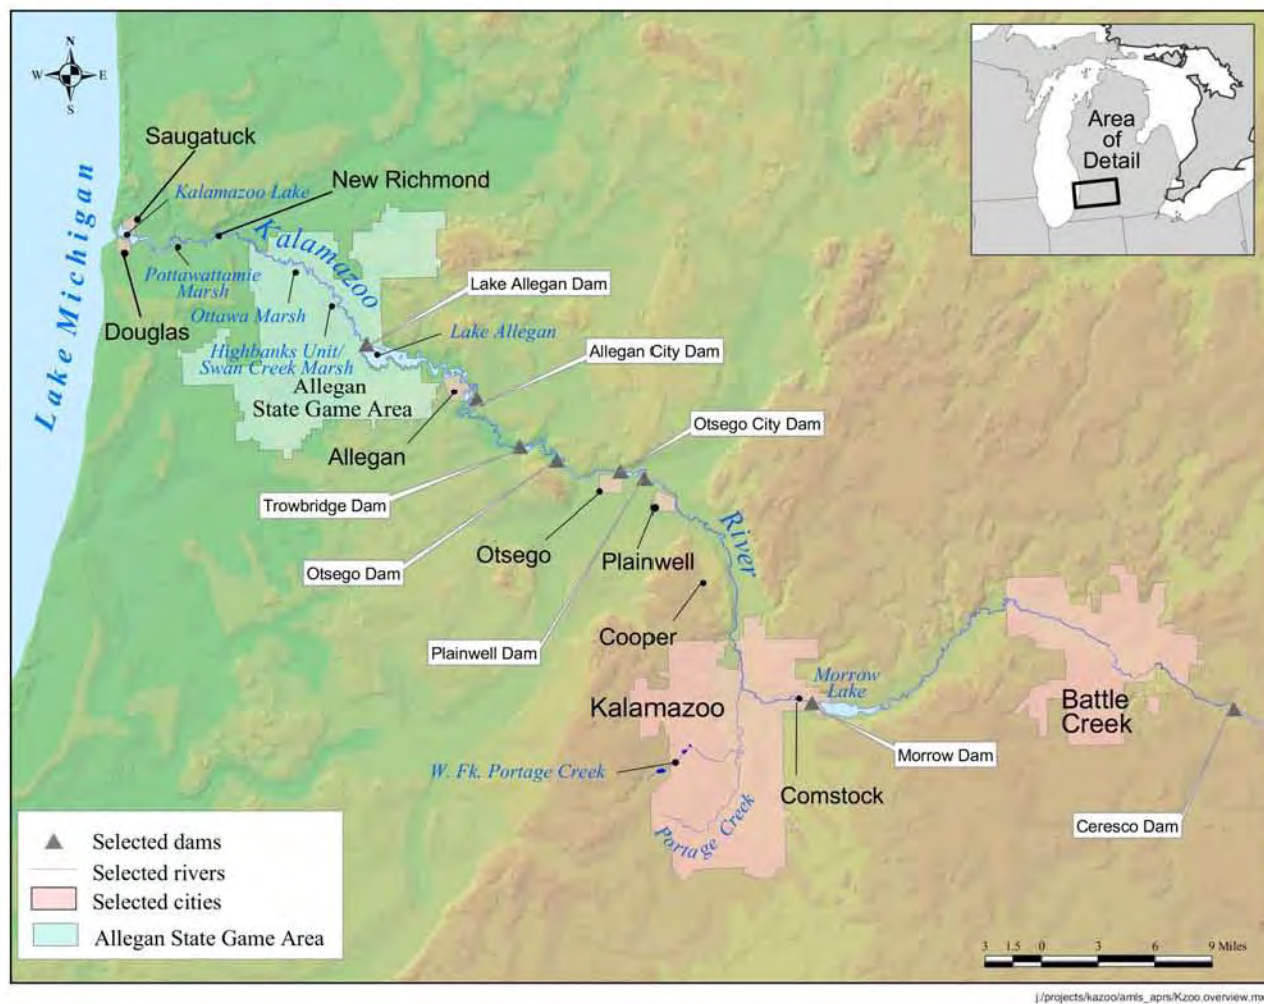 N
W E
S
Saugatuck
Kalamazoo Lake
New Richmond
Kalamazoo
Pottawattamie
Marsh
Ottawa Marsh
Douglas
Highbanks Unit/
Swan Creek Marsh
Allegan
State Game Area
Lake Michigan
Lake Allegan Dam
Lake Allegan
Allegan City Dam
Allegan
Otsego City Dam
Trowbridge Dam
Otsego Dam
Otsego
Plainwell
River
Plainwell Dam
Cooper
Kalamazoo
Morrow
Lake
Battle
Creek
Morrow Dam
W. Fk. Portage Creek
Comstock
Portage Creek
Ceresco Dam
Area
of
Detail
Selected dams
Selected rivers
Selected cities
Allegan State Game Area
3 1.5 0 3 6 9 Miles